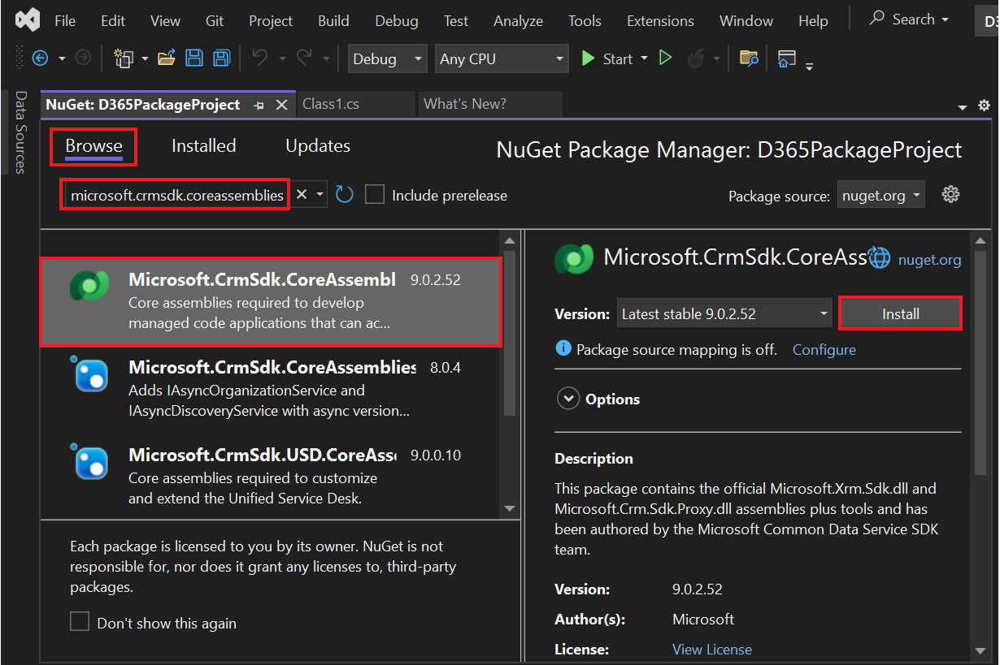 File Edit View Git Project Build Debug Test Analyze Tools Extensions Window Help Search D3
Debug Any CPU Start
Data Sources
NuGet: D365PackageProject Class1.cs What's New?
Browse Installed Updates
NuGet Package Manager: D365PackageProject
microsoft.crmsdk.coreassemblies Include prerelease
Package source: nuget.org
Microsoft.CrmSdk.CoreAssembl 9.0.2.52
Core assemblies required to develop
managed code applications that can ac...
Microsoft.CrmSdk.CoreAssemblies 8.0.4
Adds IAsyncOrganizationService and
IAsyncDiscoveryService with async version...
Microsoft.CrmSdk.USD.CoreAss 9.0.0.10
Core assemblies required to customize
and extend the Unified Service Desk.
Each package is licensed to you by its owner. NuGet is not
responsible for, nor does it grant any licenses to, third-party
packages.
Don't show this again
Microsoft.CrmSdk.CoreAss nuget.org
Version: Latest stable 9.0.2.52 Install
Package source mapping is off. Configure
Options
Description
This package contains the official Microsoft.Xrm.Sdk.dll and
Microsoft.Crm.Sdk.Proxy.dll assemblies plus tools and has
been authored by the Microsoft Common Data Service SDK
team.
Version: 9.0.2.52
Author(s): Microsoft
License: View License